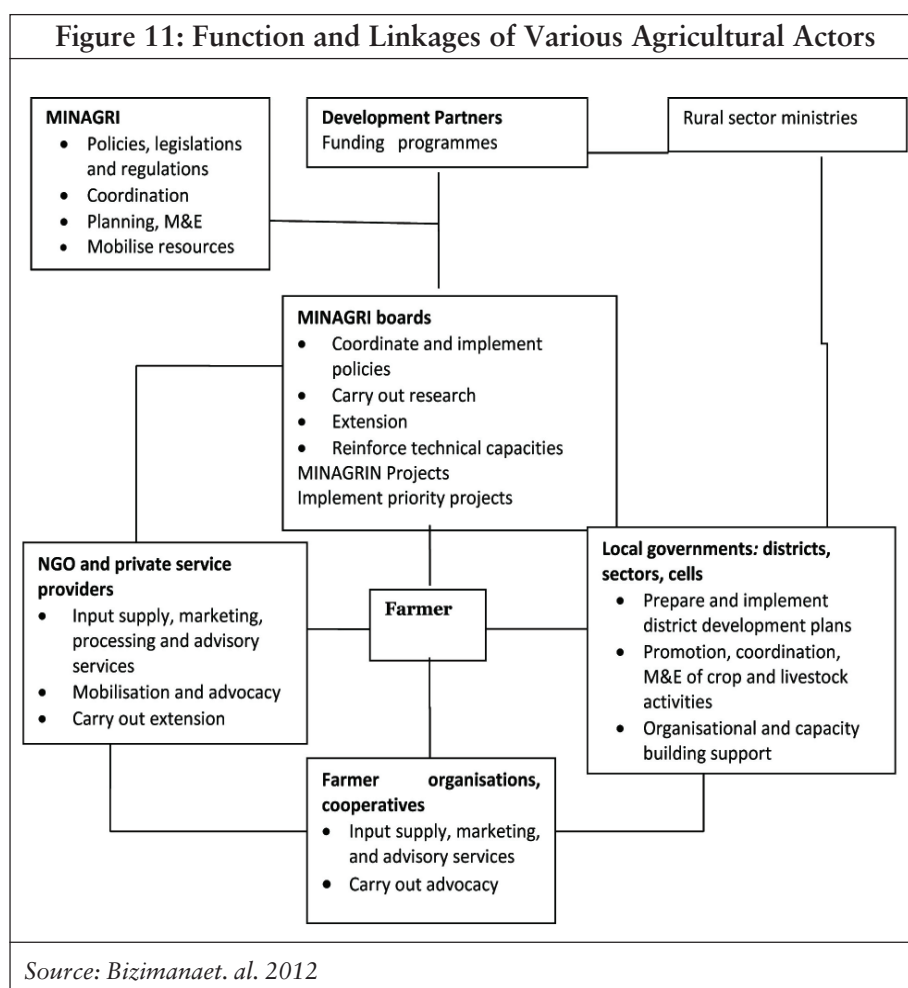 Figure 11: Function and Linkages of Various Agricultural Actors
MINAGRI
• Policies, legislations
and regulations
• Coordination
• Planning, M&E
• Mobilise resources
Development Partners
Funding programmes
Rural sector ministries
MINAGRI boards
• Coordinate and implement
policies
• Carry out research
• Extension
• Reinforce technical capacities
MINAGRIN Projects
Implement priority projects
NGO and private service
providers
• Input supply, marketing,
processing and advisory
services
• Mobilisation and advocacy
• Carry out extension
Farmer
Local governments: districts,
sectors, cells
• Prepare and implement
district development plans
• Promotion, coordination,
M&E of crop and livestock
activities
• Organisational and capacity
building support
Farmer organisations,
cooperatives
• Input supply, marketing,
and advisory services
• Carry out advocacy
Source: Bizimanaet. al. 2012